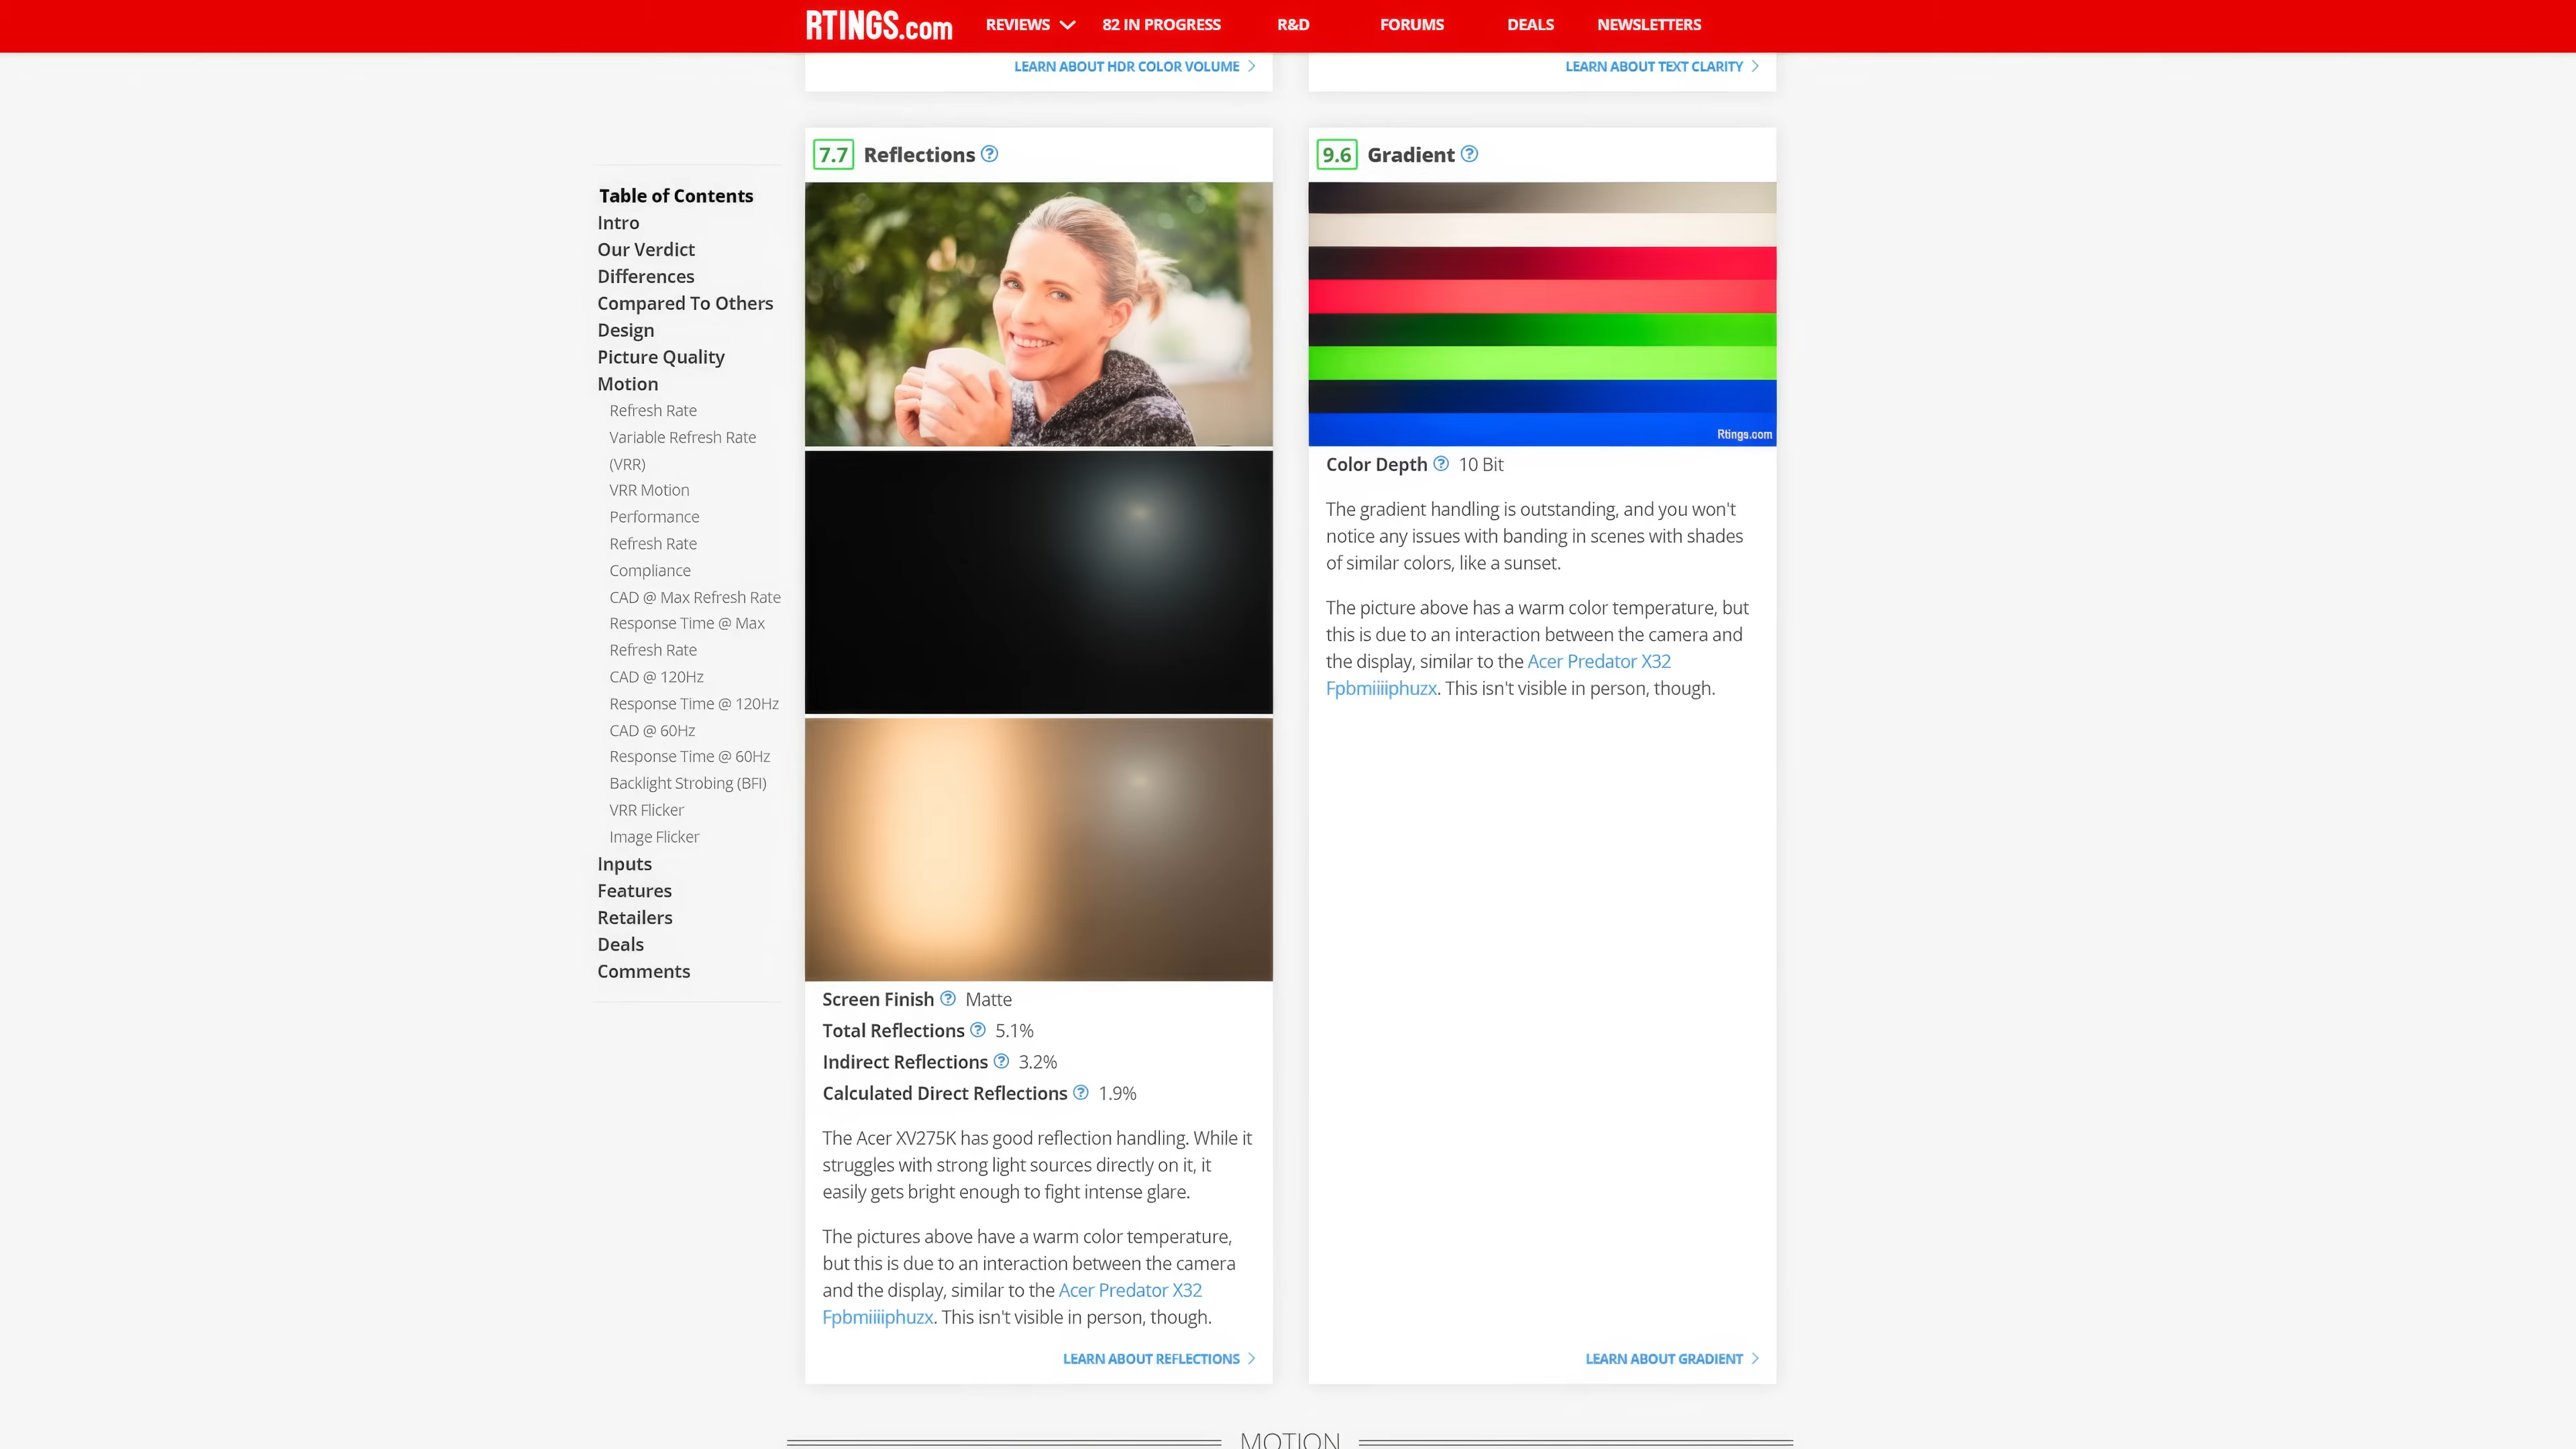 RTINGS.com
REVIEWS
82 IN PROGRESS
R&D
FORUMS
DEALS
NEWSLETTERS
LEARN ABOUT HDR COLOR VOLUME
LEARN ABOUT TEXT CLARITY
Table of Contents
Intro
Our Verdict
Differences
Compared To Others
Design
Picture Quality
Motion
Refresh Rate
Variable Refresh Rate
(VRR)
VRR Motion
Performance
Refresh Rate
Compliance
CAD @ Max Refresh Rate
Response Time @ Max
Refresh Rate
CAD @ 120Hz
Response Time @ 120Hz
CAD @ 60Hz
Response Time @ 60Hz
Backlight Strobing (BFI)
VRR Flicker
Image Flicker
Inputs
Features
Retailers
Deals
Comments
7.7 Reflections
Screen Finish Matte
Total Reflections 5.1%
Indirect Reflections 3.2%
Calculated Direct Reflections 1.9%
The Acer XV275K has good reflection handling. While it
struggles with strong light sources directly on it, it
easily gets bright enough to fight intense glare.
The pictures above have a warm color temperature,
but this is due to an interaction between the camera
and the display, similar to the Acer Predator X32
Fpbmiiiiphuzx. This isn't visible in person, though.
LEARN ABOUT REFLECTIONS
9.6 Gradient
Rtings.com
Color Depth 10 Bit
The gradient handling is outstanding, and you won't
notice any issues with banding in scenes with shades
of similar colors, like a sunset.
The picture above has a warm color temperature, but
this is due to an interaction between the camera and
the display, similar to the Acer Predator X32
Fpbmiiiiphuzx. This isn't visible in person, though.
LEARN ABOUT GRADIENT
MOTION